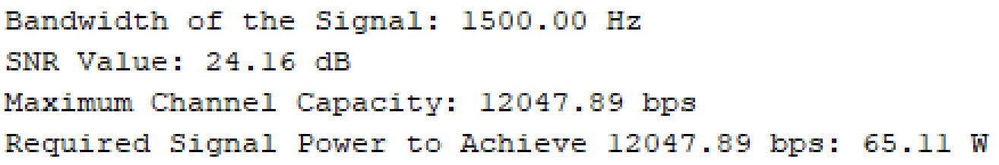 Bandwidth of the Signal: 1500.00 Hz
SNR Value: 24.16 dB
Maximum Channel Capacity: 12047.89 bps
Required Signal Power to Achieve 12047.89 bps: 65.11 W